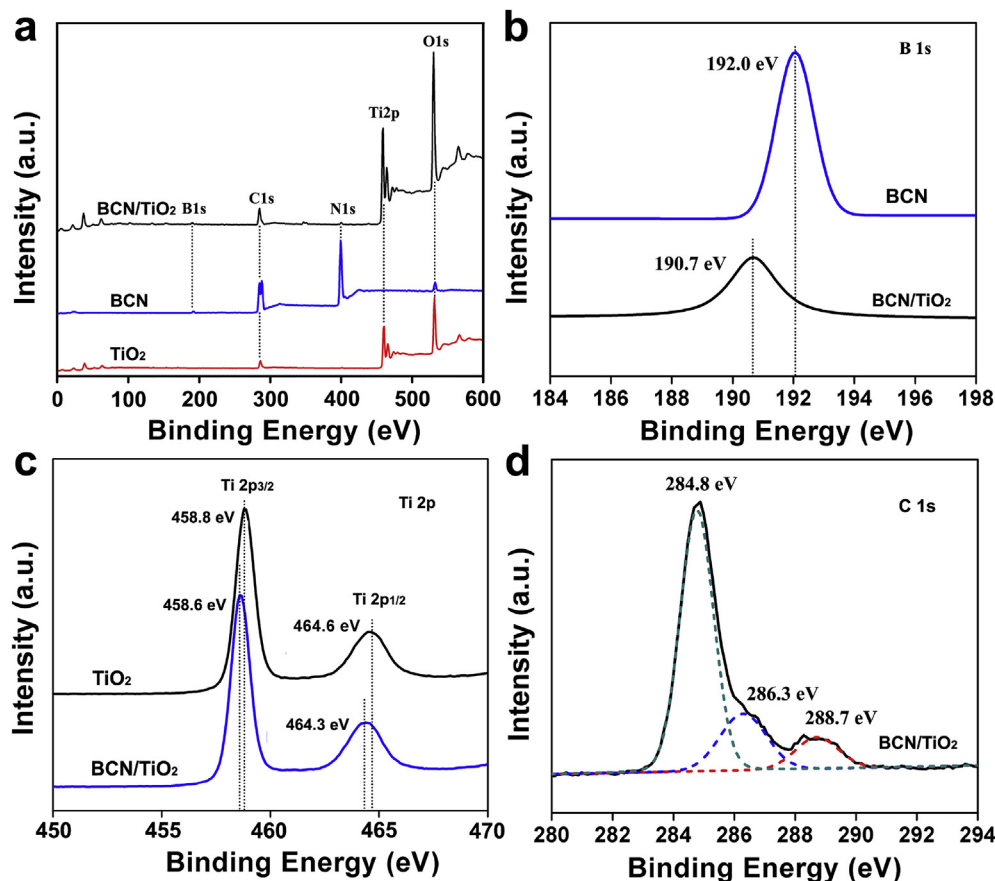 a
Intensity (a.u.)
O1s
Ti2p
BCN/TiO₂
B1s
C1s
N1s
BCN
TiO₂
0 100 200 300 400 500 600
Binding Energy (eV)
b
Intensity (a.u.)
B 1s
192.0 eV
BCN
190.7 eV
BCN/TiO₂
184 186 188 190 192 194 196 198
Binding Energy (eV)
c
Intensity (a.u.)
Ti 2p3/2
Ti 2p
458.8 eV
458.6 eV
Ti 2p1/2
464.6 eV
TiO₂
464.3 eV
BCN/TiO₂
450 455 460 465 470
Binding Energy (eV)
d
Intensity (a.u.)
284.8 eV
C 1s
286.3 eV
288.7 eV
BCN/TiO₂
280 282 284 286 288 290 292 294
Binding Energy (eV)